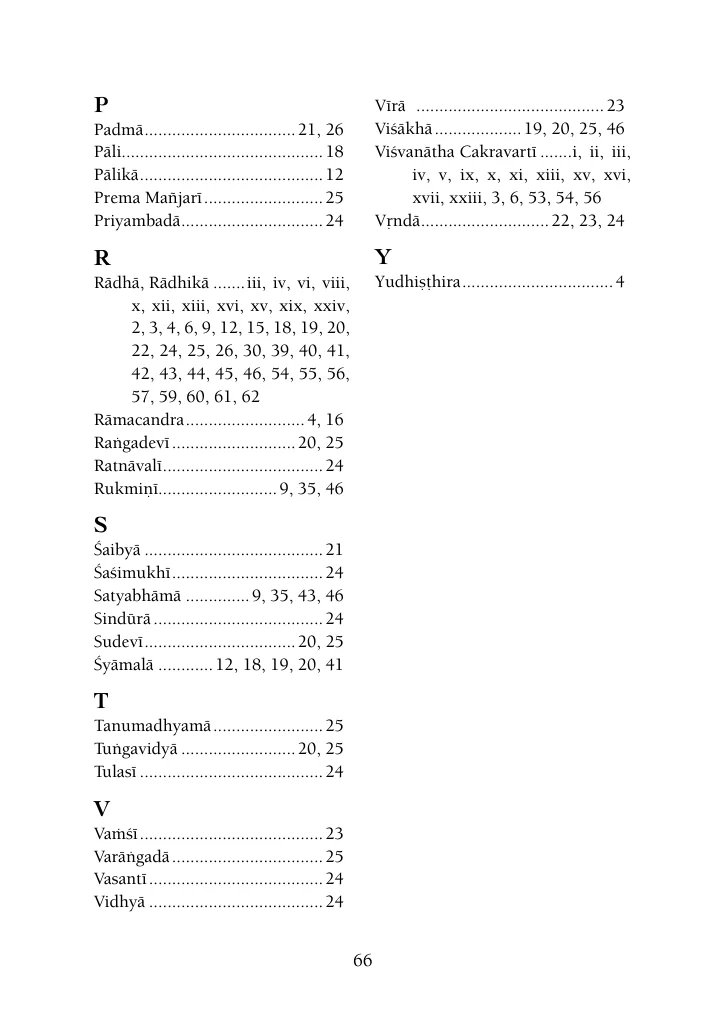 P
Padmā................................. 21, 26
Pāli............................................ 18
Pālikā........................................ 12
Prema Mañjarī.......................... 25
Priyambadā............................... 24
R
Rādhā, Rādhikā .......iii, iv, vi, viii,
x, xii, xiii, xvi, xv, xix, xxiv,
2, 3, 4, 6, 9, 12, 15, 18, 19, 20,
22, 24, 25, 26, 30, 39, 40, 41,
42, 43, 44, 45, 46, 54, 55, 56,
57, 59, 60, 61, 62
Rāmacandra.......................... 4, 16
Raṅgadevī ........................... 20, 25
Ratnāvalī................................... 24
Rukmiṇī.......................... 9, 35, 46
S
Śaibyā ....................................... 21
Śaśimukhī................................. 24
Satyabhāmā .............. 9, 35, 43, 46
Sindūrā ..................................... 24
Sudevī................................. 20, 25
Śyāmalā ............ 12, 18, 19, 20, 41
T
Tanumadhyamā........................ 25
Tuṅgavidyā ......................... 20, 25
Tulasī ........................................ 24
V
Vaṁśī........................................ 23
Varāṅgadā................................. 25
Vasantī...................................... 24
Vidhyā ...................................... 24
Vīrā ......................................... 23
Viśākhā................... 19, 20, 25, 46
Viśvanātha Cakravartī .......i, ii, iii,
iv, v, ix, x, xi, xiii, xv, xvi,
xvii, xxiii, 3, 6, 53, 54, 56
Vṛndā............................ 22, 23, 24
Y
Yudhiṣṭhira................................. 4
66